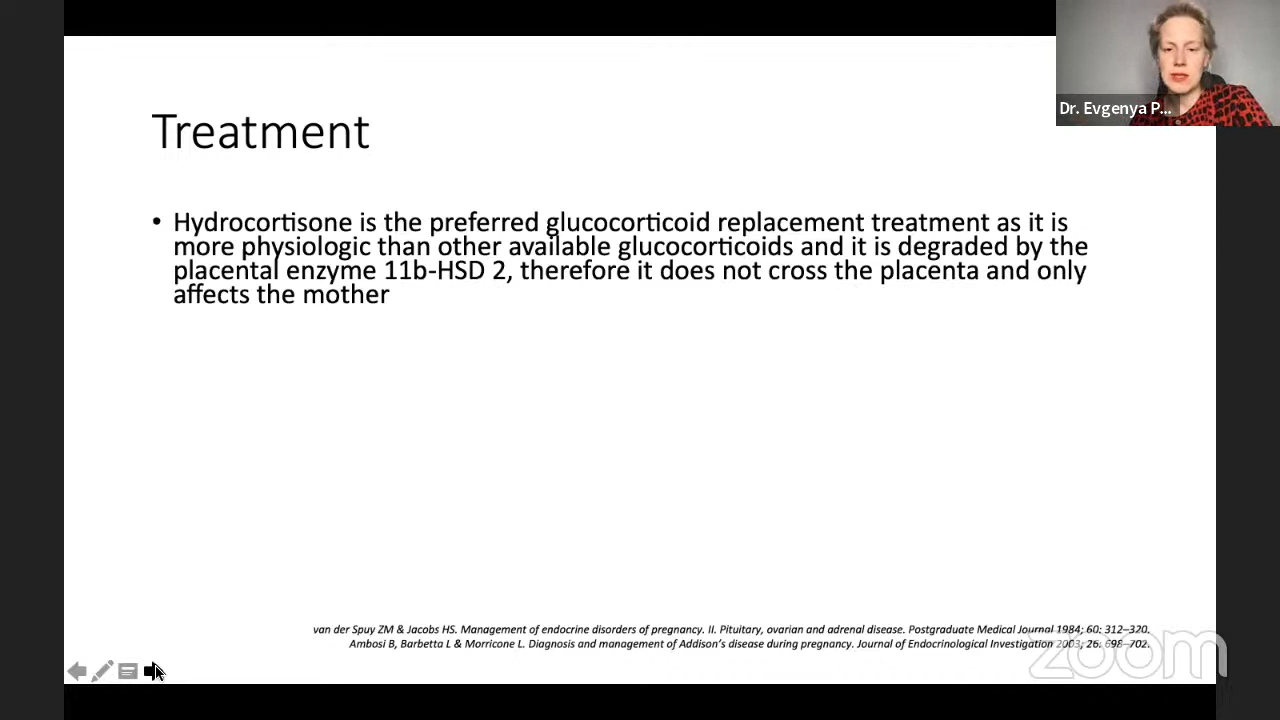 Dr. Evgenya P...
Treatment
• Hydrocortisone is the preferred glucocorticoid replacement treatment as it is
more physiologic than other available glucocorticoids and it is degraded by the
placental enzyme 11b-HSD 2, therefore it does not cross the placenta and only
affects the mother
van der Spuy ZM & Jacobs HS. Management of endocrine disorders of pregnancy. II. Pituitary, ovarian and adrenal disease. Postgraduate Medical Journal 1984; 60: 312–320.
Ambosi B, Barbetta L & Morricone L. Diagnosis and management of Addison's disease during pregnancy. Journal of Endocrinological Investigation 2003; 26: 698–702.
zoom